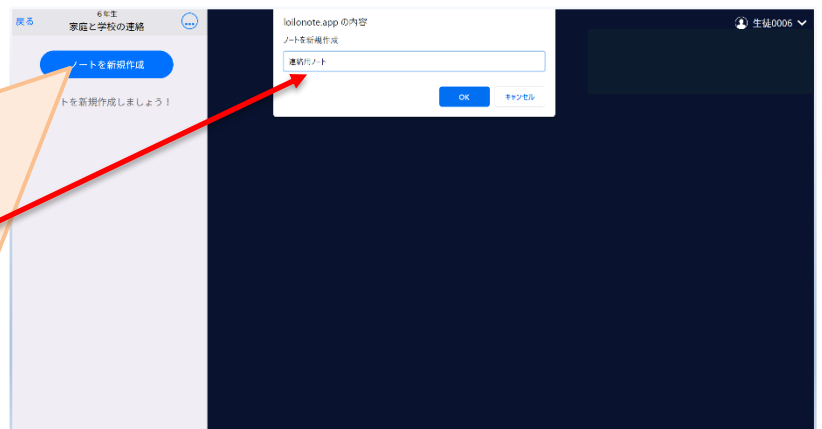 戻る
6年生
家庭と学校の連絡
ノートを新規作成
トを新規作成しましょう！
loilonote.app の内容
ノートを新規作成
連絡用ノート
OK
キャンセル
生徒0006